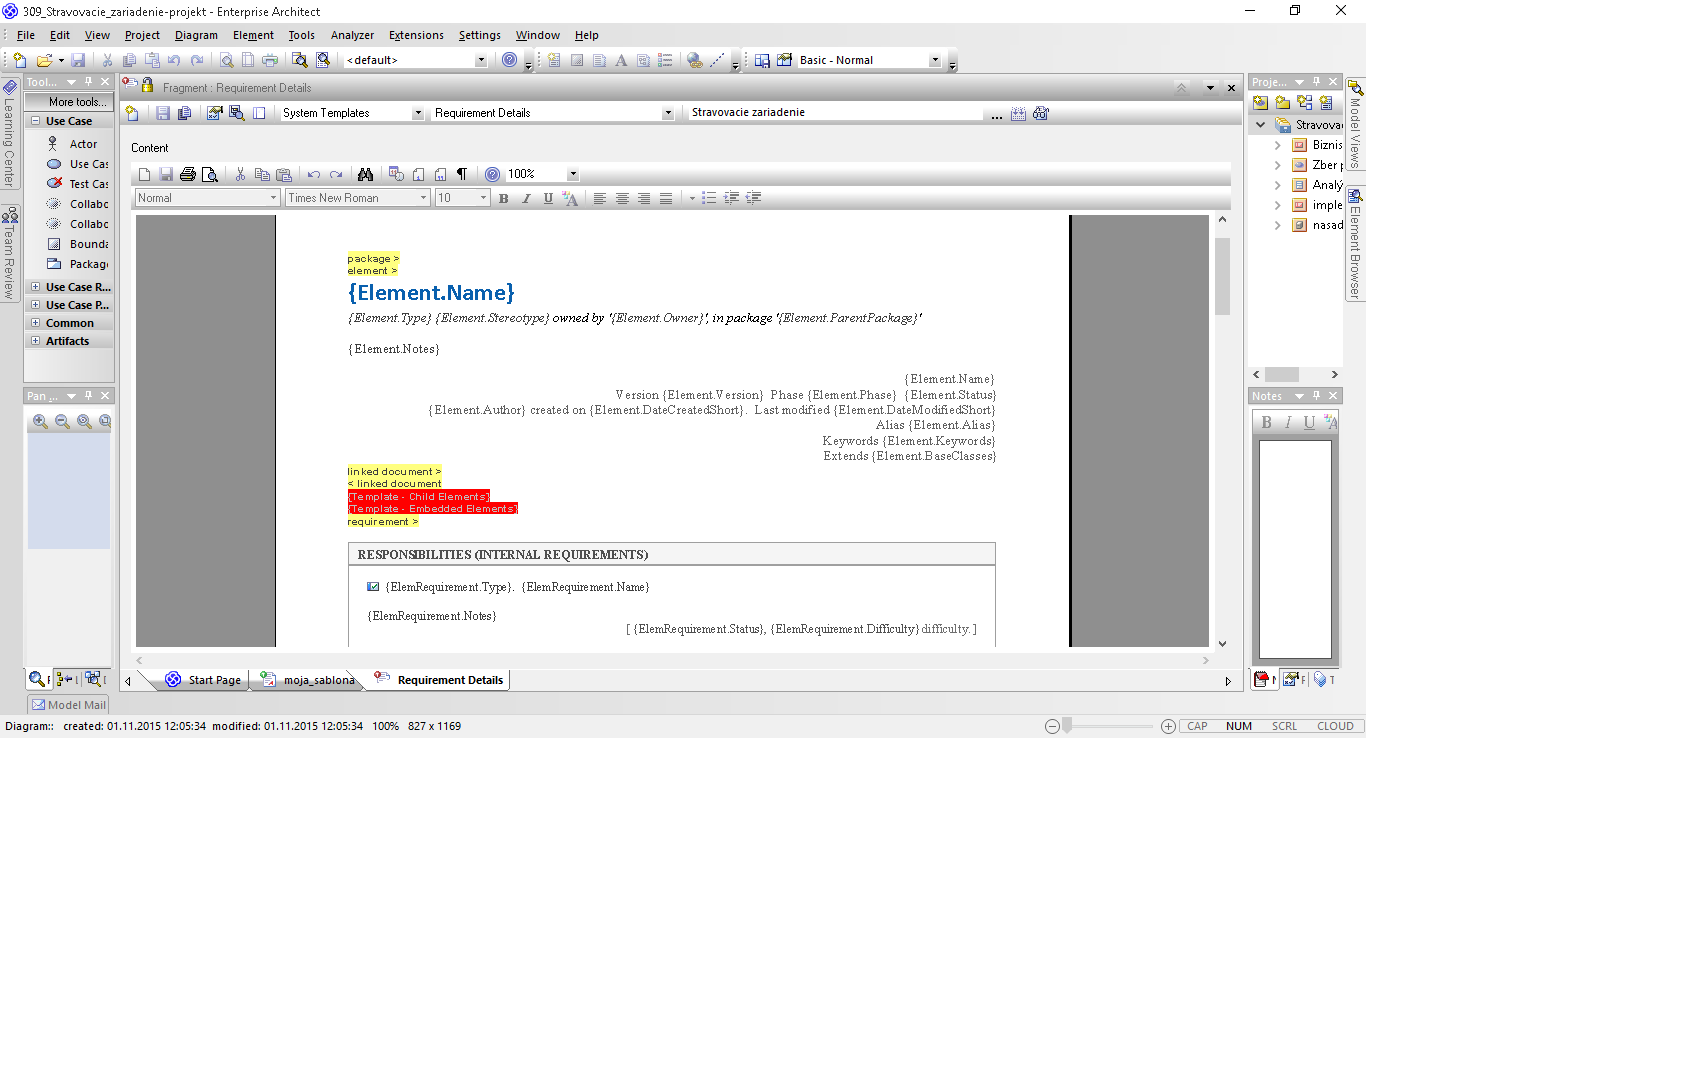 309_Stravovacie_zariadenie-projekt - Enterprise Architect
File Edit View Project Diagram Element Tools Analyzer Extensions Settings Window Help
<default>
Basic - Normal
Tool...
More tools...
Use Case
Actor
Use Cas
Test Cas
Collabo
Collabo
Bounda
Package
Use Case R...
Use Case P...
Common
Artifacts
Pan ...
Learning Center
Team Review
Model Mail
Fragment : Requirement Details
System Templates
Requirement Details
Stravovacie zariadenie
...
Content
100%
Normal
Times New Roman
10
B I U A
package >
element >
{Element.Name}
{Element.Type} {Element.Stereotype} owned by '{Element.Owner}', in package '{Element.ParentPackage}'
{Element.Notes}
{Element.Name}
Version {Element.Version} Phase {Element.Phase} {Element.Status}
{Element.Author} created on {Element.DateCreatedShort}. Last modified {Element.DateModifiedShort}
Alias {Element.Alias}
Keywords {Element.Keywords}
Extends {Element.BaseClasses}
linked document >
< linked document
{Template - Child Elements}
{Template - Embedded Elements}
requirement >
RESPONSIBILITIES (INTERNAL REQUIREMENTS)
{ElemRequirement.Type}. {ElemRequirement.Name}
{ElemRequirement.Notes}
[ {ElemRequirement.Status}, {ElemRequirement.Difficulty} difficulty. ]
Start Page
moja_sablona
Requirement Details
Proje...
Stravova
Biznis
Zber p
Analý
imple
nasad
Notes
B I U A
Model Views
Element Browser
Diagram:: created: 01.11.2015 12:05:34 modified: 01.11.2015 12:05:34 100% 827 x 1169
CAP NUM SCRL CLOUD